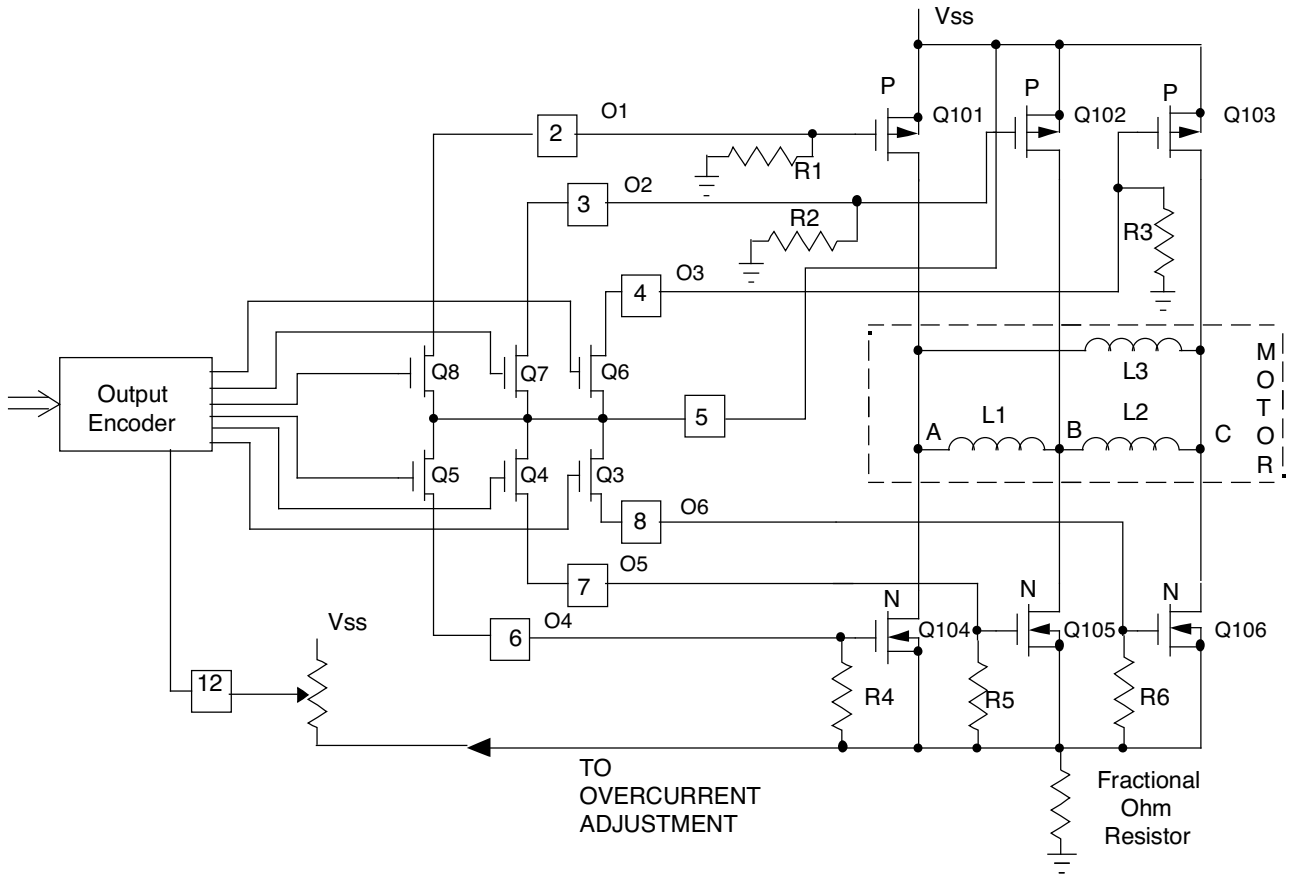 Vss
P
Q101
P
Q102
P
Q103
2
O1
R1
3
O2
R2
R3
4
O3
Output
Encoder
Q8
Q7
Q6
5
Q5
Q4
Q3
MOTOR
L3
A
L1
B
L2
C
8
O6
7
O5
6
O4
N
Q104
N
Q105
N
Q106
Vss
12
R4
R5
R6
TO
OVERCURRENT
ADJUSTMENT
Fractional
Ohm
Resistor